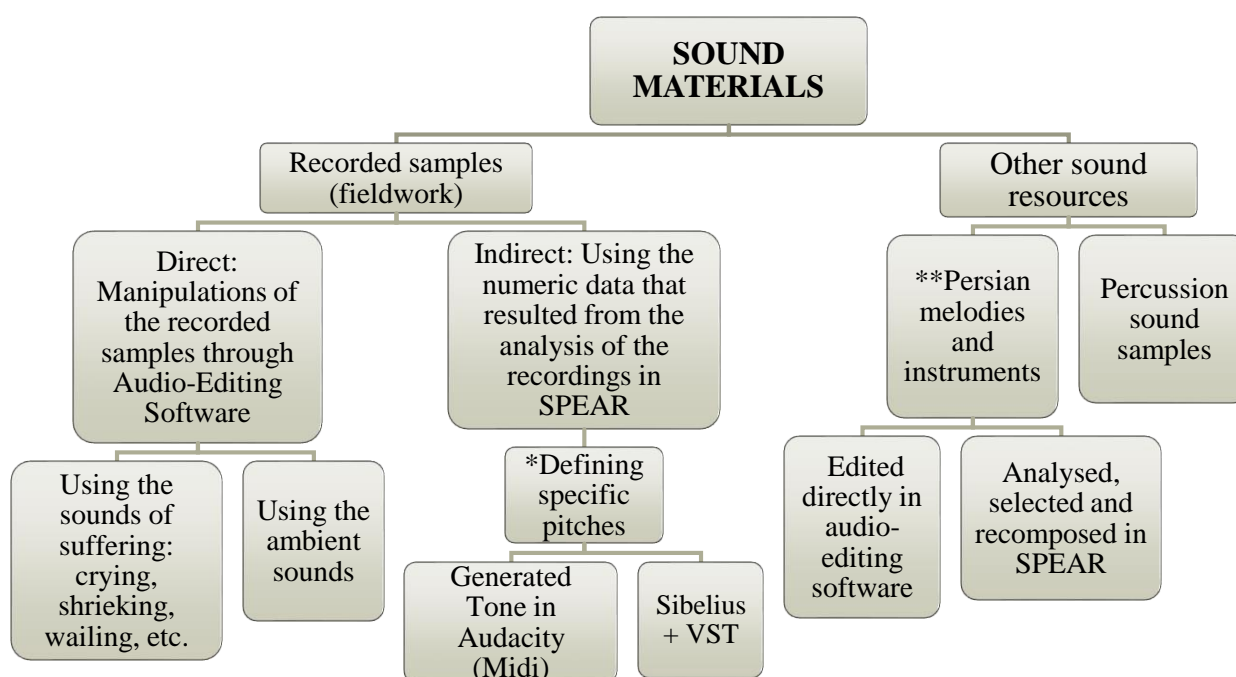 SOUND
MATERIALS
Recorded samples
(fieldwork)
Other sound
resources
Direct:
Manipulations of
the recorded
samples through
Audio-Editing
Software
Indirect: Using the
numeric data that
resulted from the
analysis of the
recordings in
SPEAR
**Persian
melodies
and
instruments
Percussion
sound
samples
Using the
sounds of
suffering:
crying,
shrieking,
wailing, etc.
Using the
ambient
sounds
*Defining
specific
pitches
Edited
directly in
audio-
editing
software
Analysed,
selected and
recomposed in
SPEAR
Generated
Tone in
Audacity
(Midi)
Sibelius
+ VST